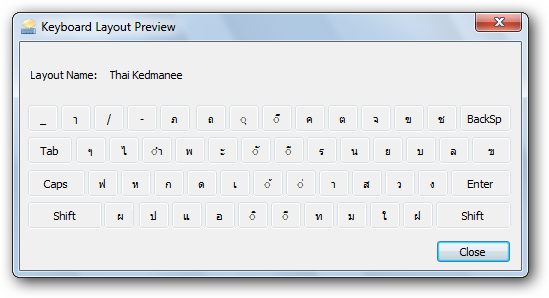 Keyboard Layout Preview
Layout Name: Thai Kedmanee
_ ๅ / - ภ ถ ุ ึ ค ต จ ข ช BackSp
Tab ๆ ไ ำ พ ะ ั ี ร น ย บ ล ฃ
Caps ฟ ห ก ด เ ้ ่ า ส ว ง Enter
Shift ผ ป แ อ ิ ื ท ม ใ ฝ Shift
Close